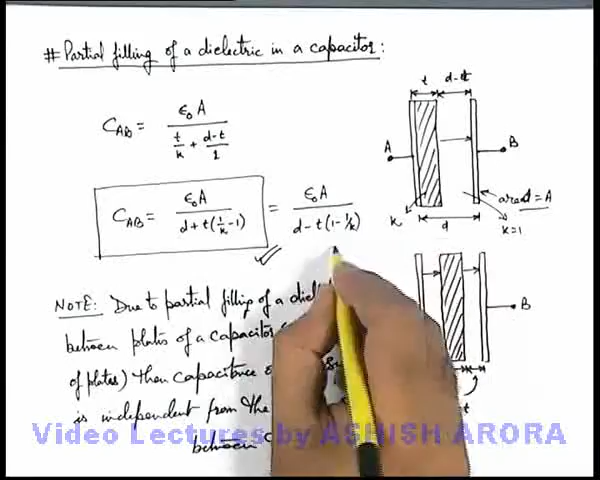 # Partial filling of a dielectric in a capacitor:
C_AB = ε₀A / (t/k + (d-t)/1)
C_AB = ε₀A / (d + t(1/k - 1)) = ε₀A / (d - t(1 - 1/k))
t d-t
A B
area = A
k d k=1
NOTE: Due to partial filling of a
between plates of a capacitor
of plates) then capacitance
is independent from the
between
B
t
Video Lectures by ASHISH ARORA